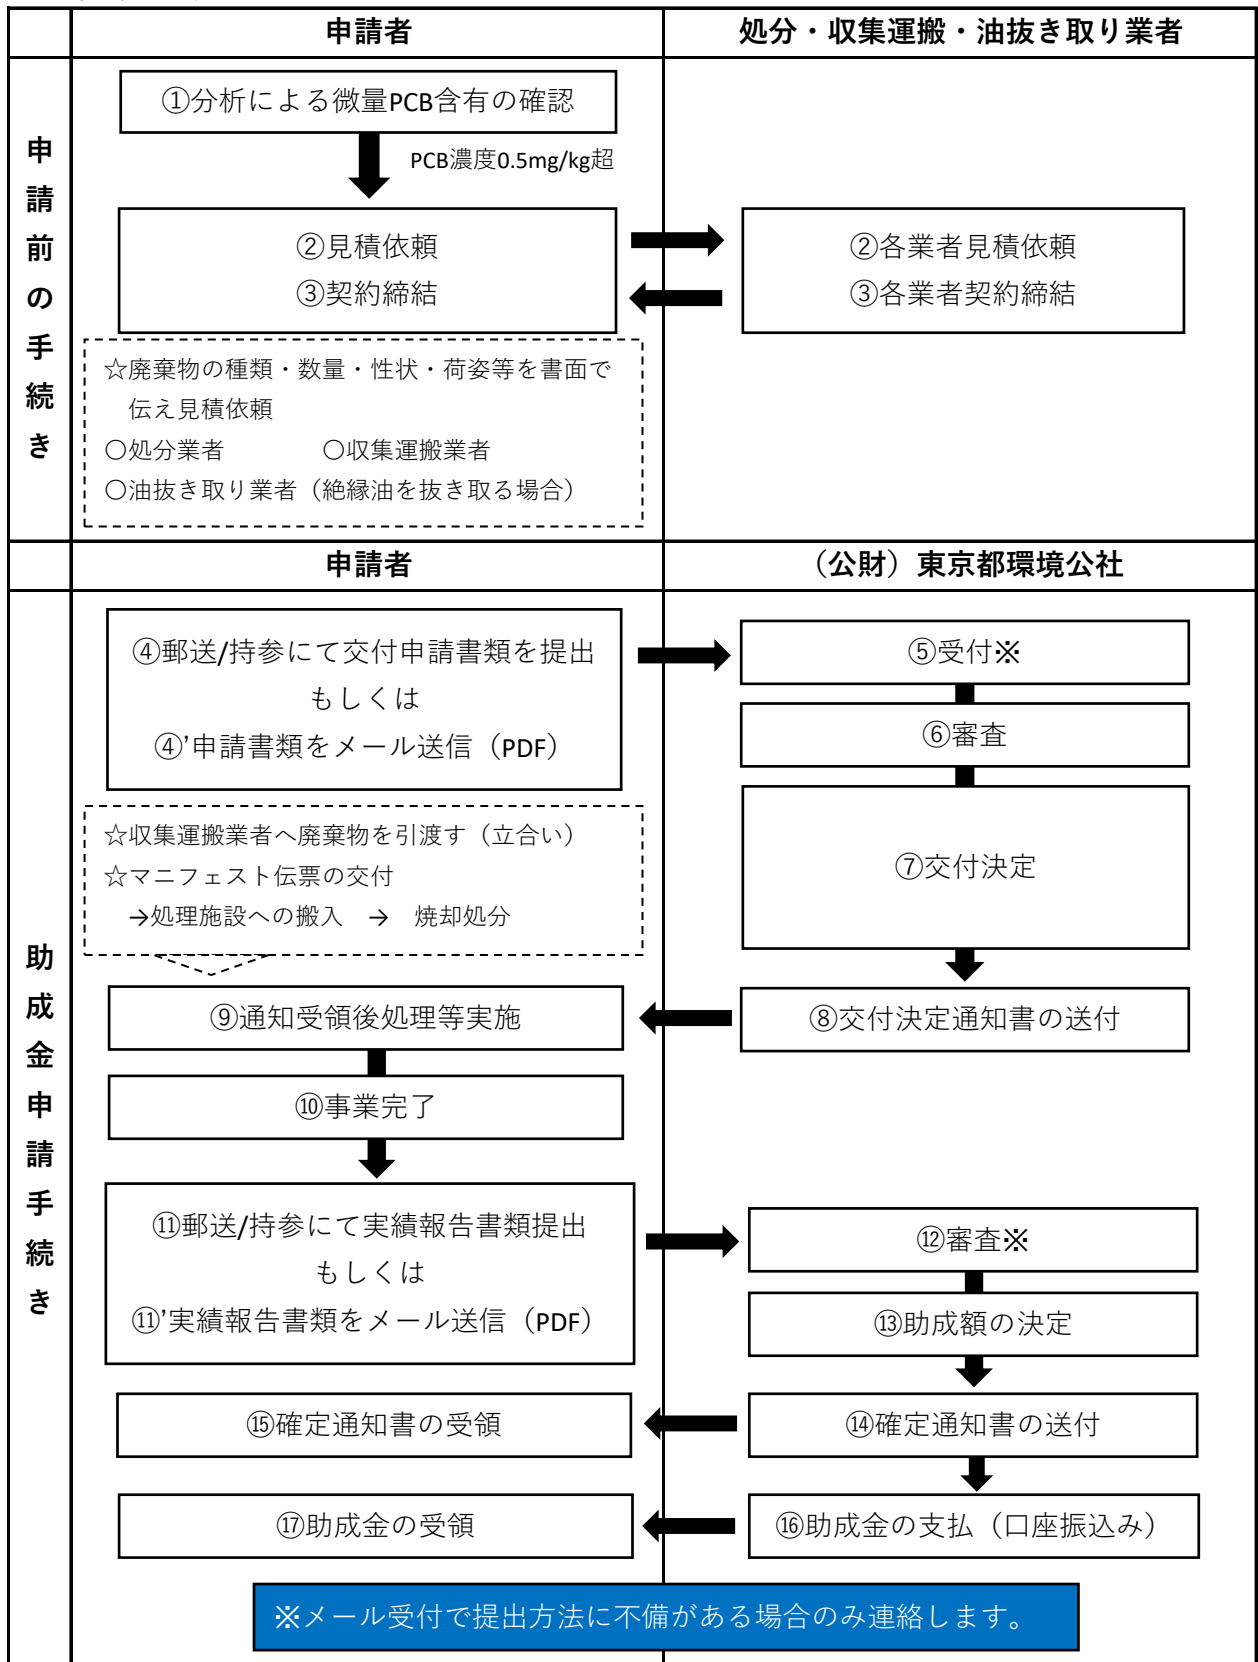 申請者
処分・収集運搬・油抜き取り業者
申請前の手続き
①分析による微量PCB含有の確認
PCB濃度0.5mg/kg超
②見積依頼
③契約締結
②各業者見積依頼
③各業者契約締結
☆廃棄物の種類・数量・性状・荷姿等を書面で
伝え見積依頼
○処分業者 ○収集運搬業者
○油抜き取り業者（絶縁油を抜き取る場合）
申請者
（公財）東京都環境公社
助成金申請手続き
④郵送/持参にて交付申請書類を提出
もしくは
④’申請書類をメール送信（PDF）
⑤受付※
⑥審査
⑦交付決定
☆収集運搬業者へ廃棄物を引渡す（立合い）
☆マニフェスト伝票の交付
→処理施設への搬入 → 焼却処分
⑨通知受領後処理等実施
⑧交付決定通知書の送付
⑩事業完了
⑪郵送/持参にて実績報告書類提出
もしくは
⑪’実績報告書類をメール送信（PDF）
⑫審査※
⑬助成額の決定
⑮確定通知書の受領
⑭確定通知書の送付
⑰助成金の受領
⑯助成金の支払（口座振込み）
※メール受付で提出方法に不備がある場合のみ連絡します。